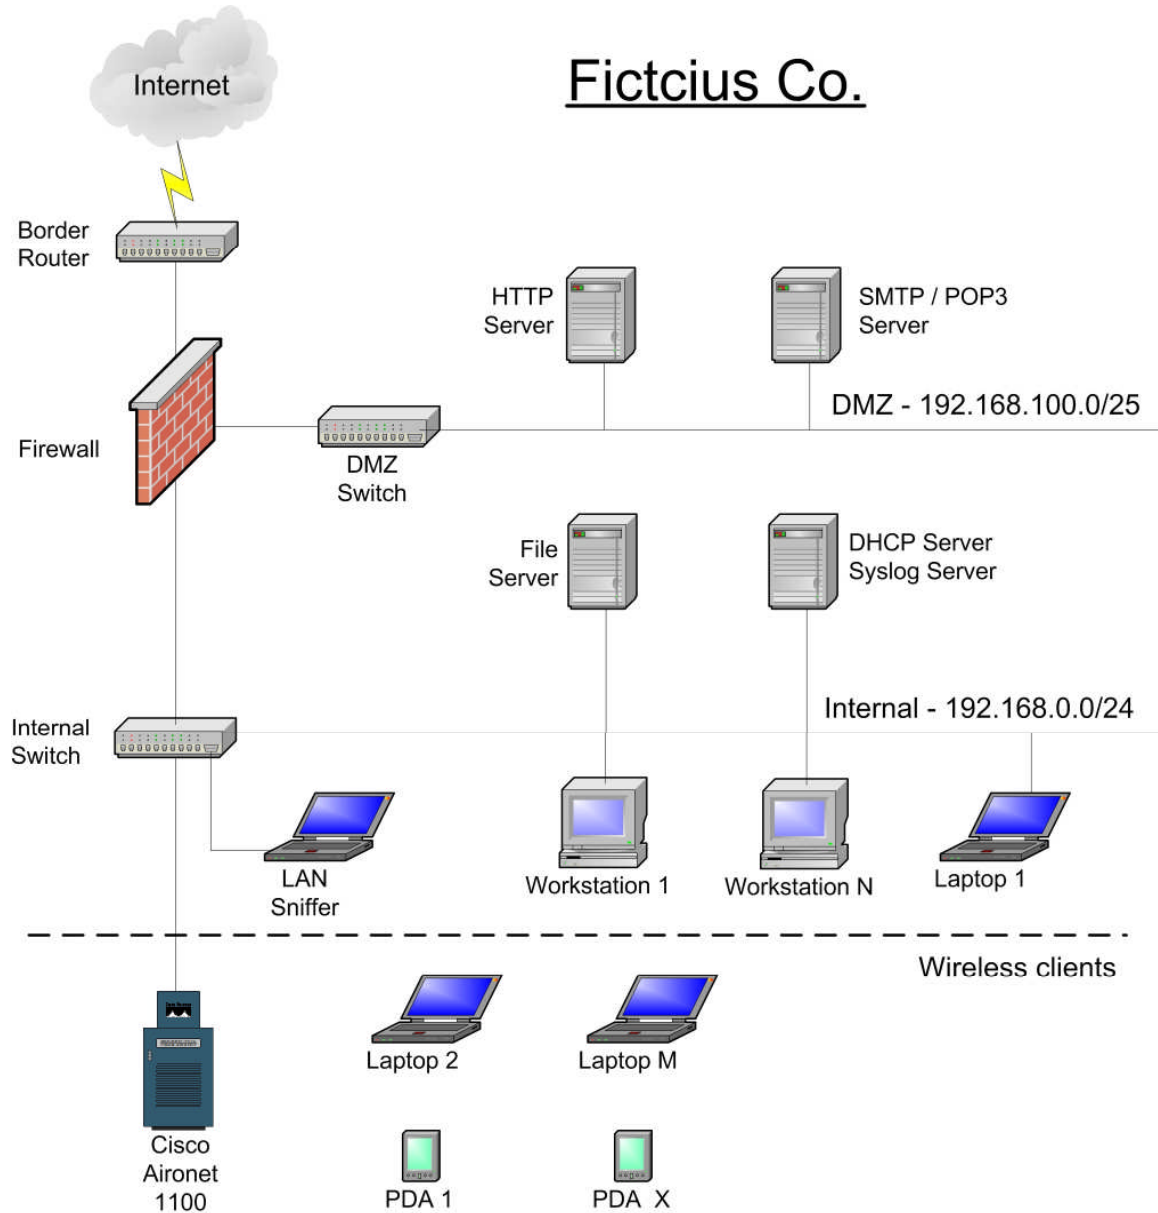 Internet
Fictcius Co.
Border
Router
HTTP
Server
SMTP / POP3
Server
DMZ - 192.168.100.0/25
Firewall
DMZ
Switch
File
Server
DHCP Server
Syslog Server
Internal - 192.168.0.0/24
Internal
Switch
LAN
Sniffer
Workstation 1
Workstation N
Laptop 1
Wireless clients
Laptop 2
Laptop M
Cisco
Aironet
1100
PDA 1
PDA X